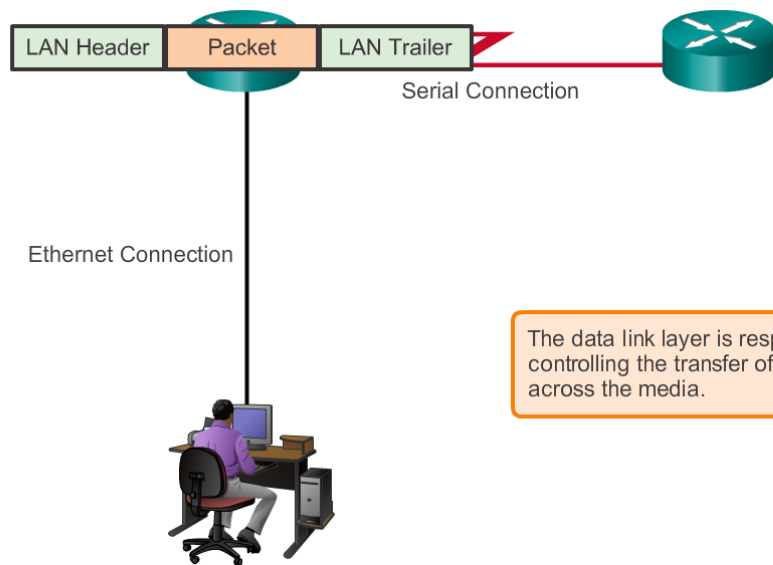 LAN Header Packet LAN Trailer
Serial Connection
Ethernet Connection
The data link layer is
controlling the transfer of
across the media.